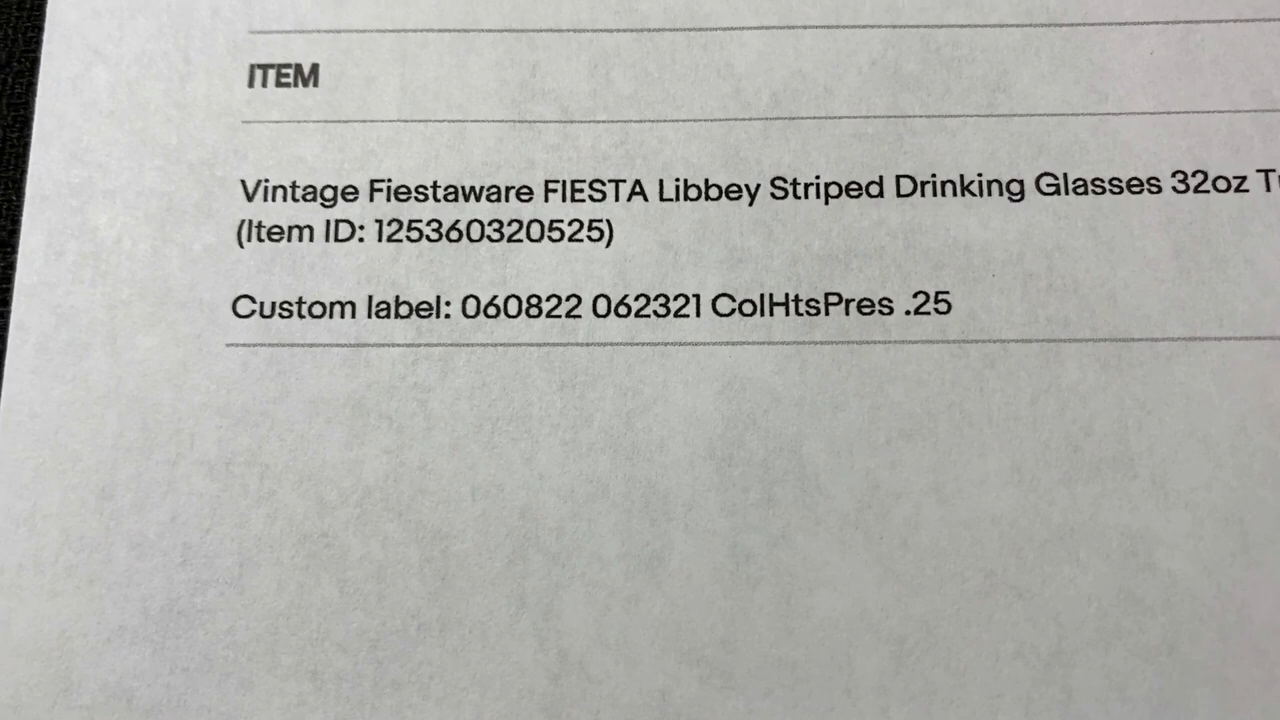 ITEM
Vintage Fiestaware FIESTA Libbey Striped Drinking Glasses 32oz
(Item ID: 125360320525)
Custom label: 060822 062321 ColHtsPres .25